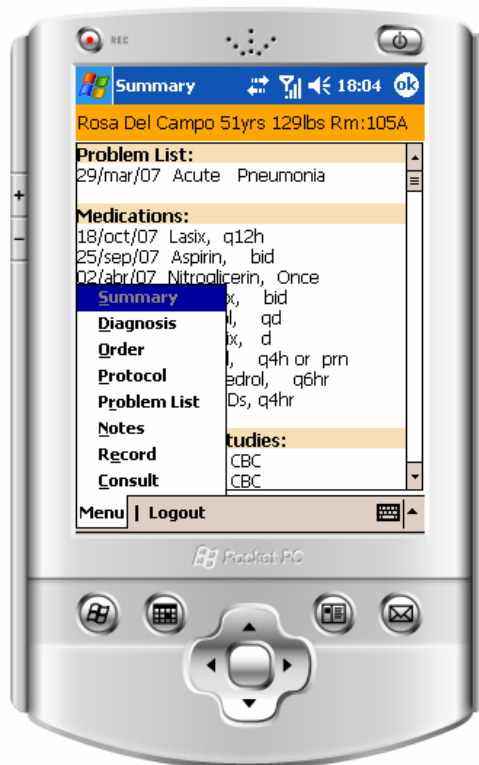 REC
Summary 18:04 ok
Rosa Del Campo 51yrs 129lbs Rm:105A
Problem List:
29/mar/07 Acute Pneumonia
Medications:
18/oct/07 Lasix, q12h
25/sep/07 Aspirin, bid
02/abr/07 Nitroglicerin, Once
Summary
x, bid
Diagnosis
l, qd
ix, d
Order
l, q4h or prn
Protocol
edrol, q6hr
Problem List
Ds, q4hr
Notes
tudies:
Record
CBC
Consult
CBC
Menu | Logout
Pocket PC
+
−